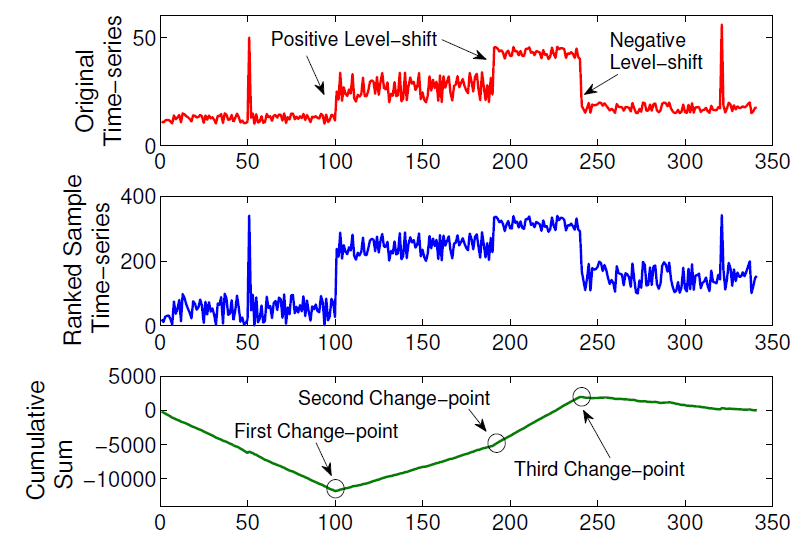 Original
Time−series
50
0
Positive Level−shift
Negative
Level−shift
0 50 100 150 200 250 300 350
Ranked Sample
Time−series
400
200
0
0 50 100 150 200 250 300 350
Cumulative
Sum
5000
0
−5000
−10000
Second Change−point
First Change−point
Third Change−point
0 50 100 150 200 250 300 350